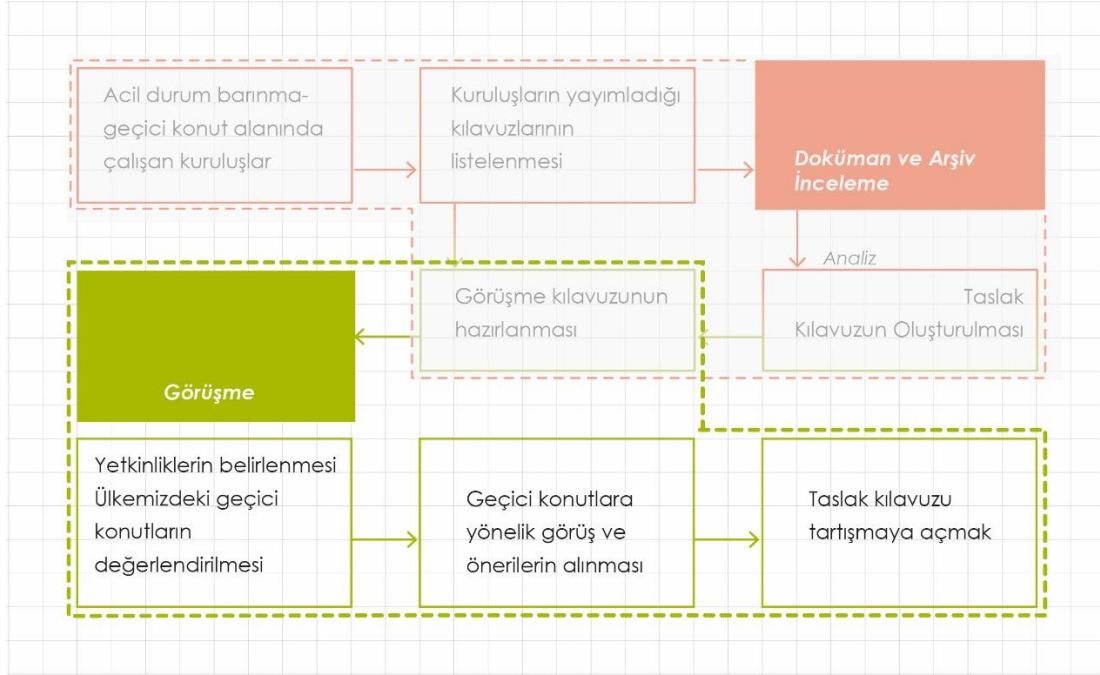 Acil durum barınma-
geçici konut alanında
çalışan kuruluşlar
Kuruluşların yayımladığı
kılavuzlarının
listelenmesi
Doküman ve Arşiv
İnceleme
Analiz
Görüşme kılavuzunun
hazırlanması
Taslak
Kılavuzun Oluşturulması
Görüşme
Yetkinliklerin belirlenmesi
Ülkemizdeki geçici
konutların
değerlendirilmesi
Geçici konutlara
yönelik görüş ve
önerilerin alınması
Taslak kılavuzu
tartışmaya açmak